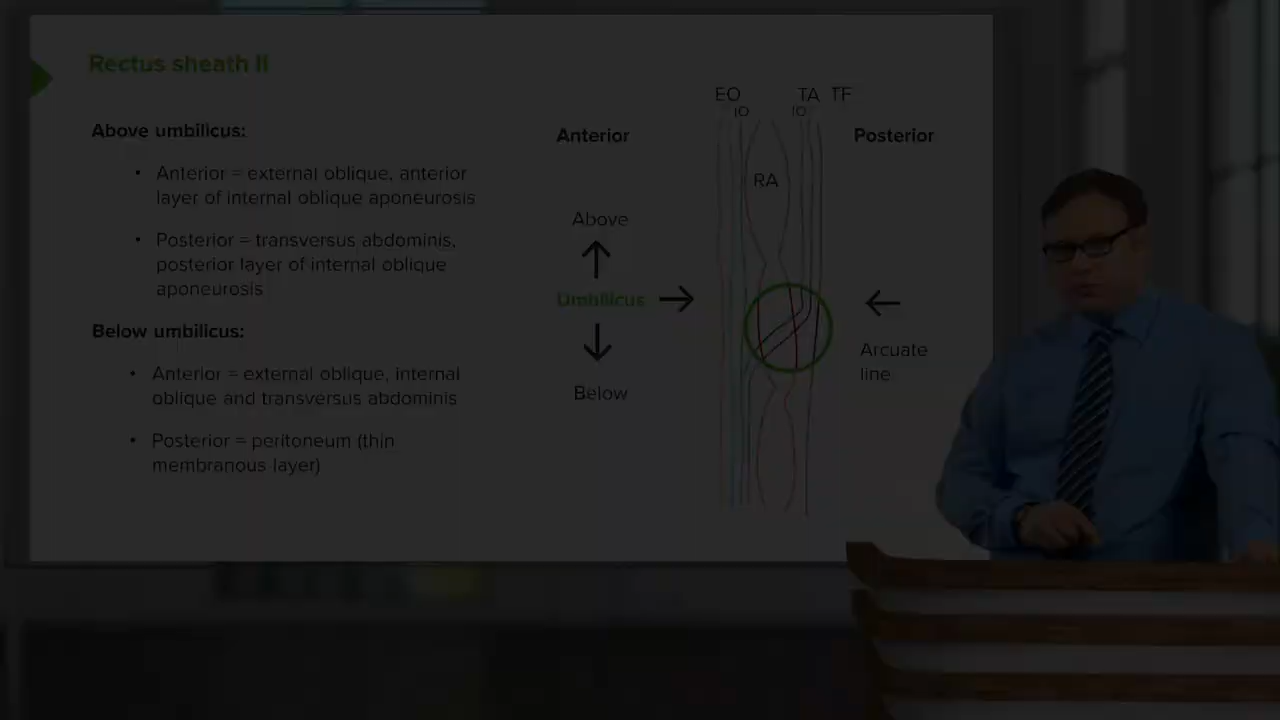 Rectus sheath II
Above umbilicus:
• Anterior = external oblique, anterior
layer of internal oblique aponeurosis
• Posterior = transversus abdominis,
posterior layer of internal oblique
aponeurosis
Below umbilicus:
• Anterior = external oblique, internal
oblique and transversus abdominis
• Posterior = peritoneum (thin
membranous layer)
EO
IO
IO
TA
TF
Anterior
Posterior
RA
Above
Umbilicus
Below
Arcuate
line